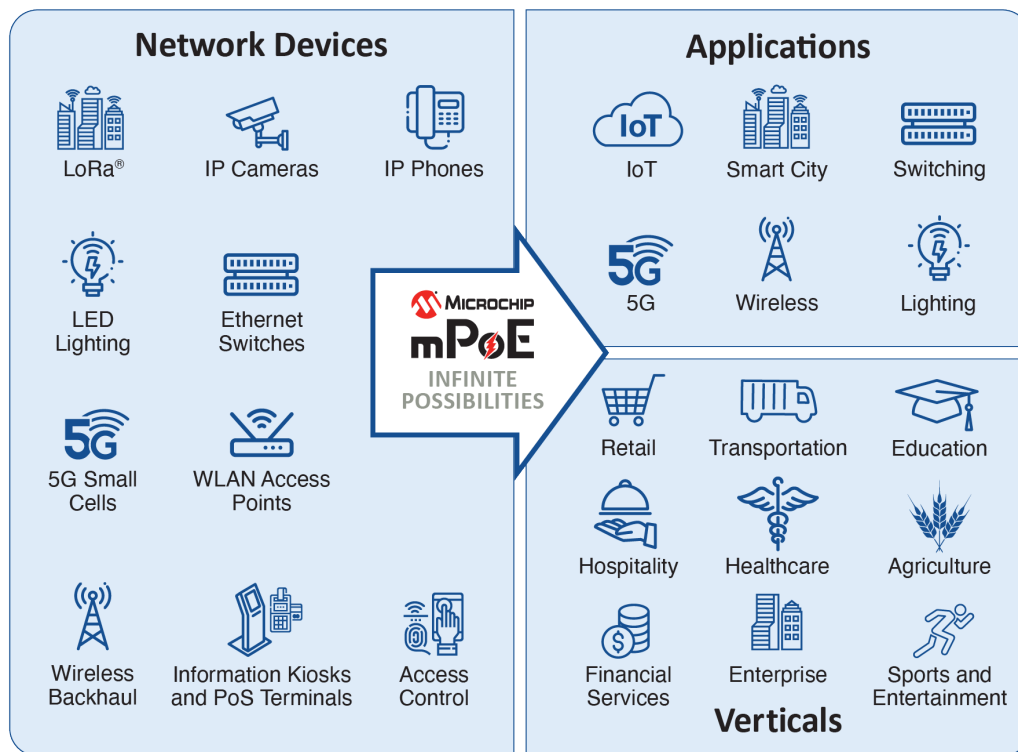 Network Devices
LoRa®
IP Cameras
IP Phones
LED
Lighting
Ethernet
Switches
5G
5G Small
Cells
WLAN Access
Points
Wireless
Backhaul
Information Kiosks
and PoS Terminals
Access
Control
MICROCHIP
mPoE
INFINITE
POSSIBILITIES
Applications
IoT
IoT
Smart City
Switching
5G
5G
Wireless
Lighting
Retail
Transportation
Education
Hospitality
Healthcare
Agriculture
$
Financial
Services
Enterprise
Sports and
Entertainment
Verticals